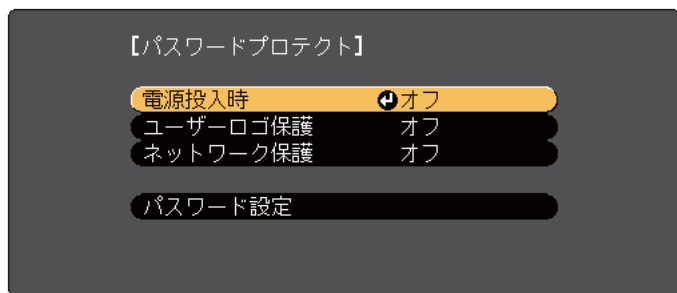 【パスワードプロテクト】
電源投入時 オフ
ユーザーロゴ保護 オフ
ネットワーク保護 オフ
パスワード設定